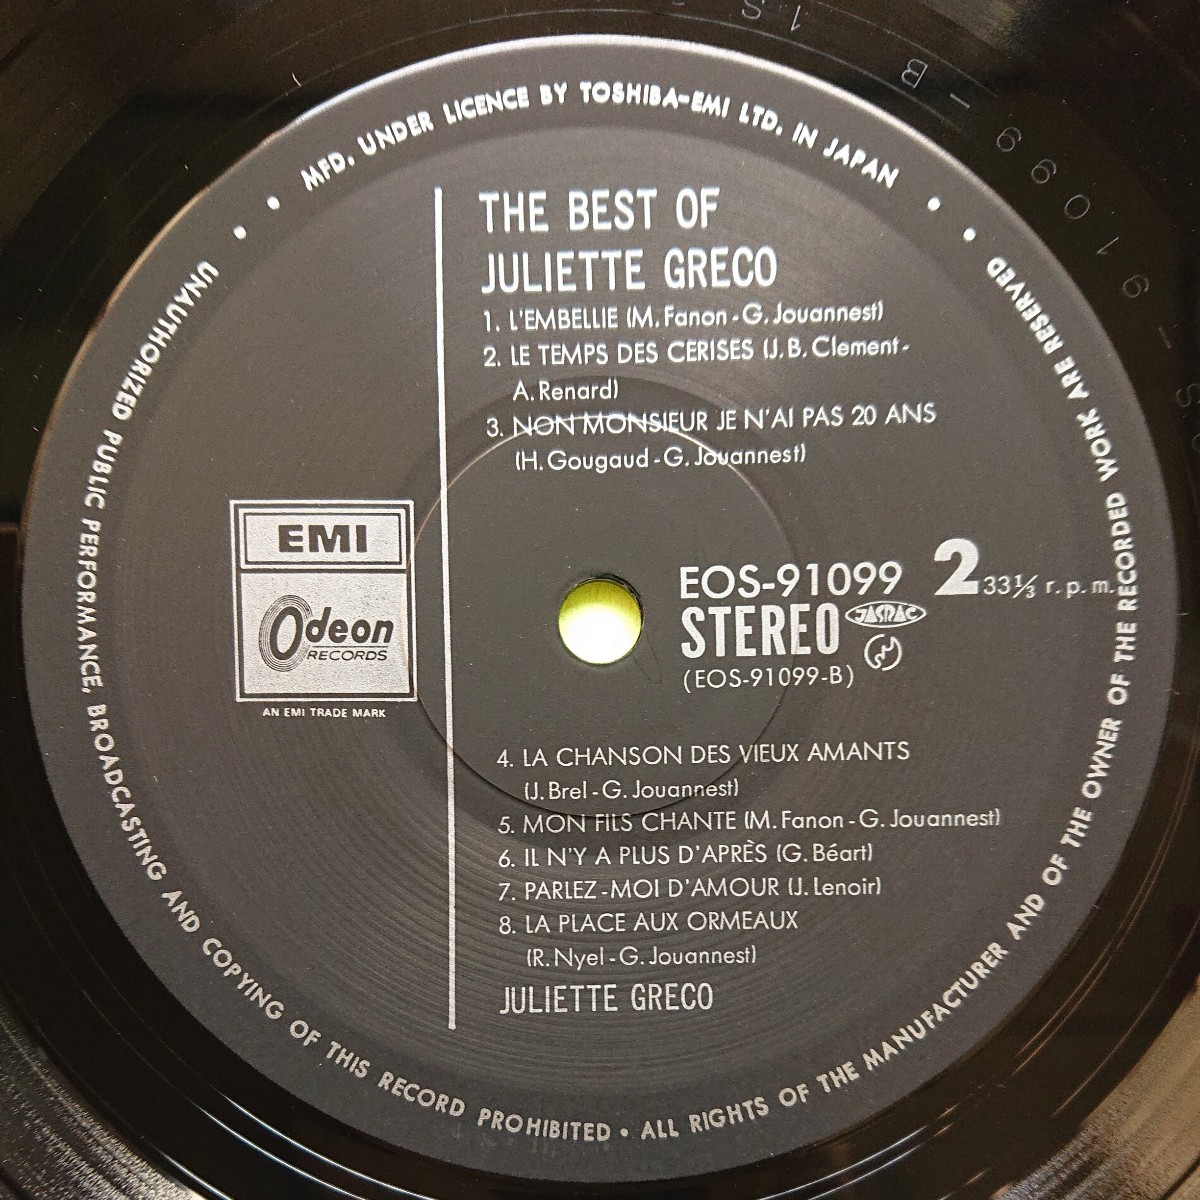 MFD. UNDER LICENCE BY TOSHIBA-EMI LTD. IN JAPAN
THE BEST OF
JULIETTE GRECO
1. L'EMBELLIE (M. Fanon - G. Jouannest)
2. LE TEMPS DES CERISES (J. B. Clement -
A. Renard)
3. NON MONSIEUR JE N'AI PAS 20 ANS
(H. Gougaud - G. Jouannest)
EMI
Odeon
RECORDS
AN EMI TRADE MARK
EOS-91099 2 33⅓ r.p.m.
STEREO JASRAC
(EOS-91099-B)
4. LA CHANSON DES VIEUX AMANTS
(J. Brel - G. Jouannest)
5. MON FILS CHANTE (M. Fanon - G. Jouannest)
6. IL N'Y A PLUS D'APRÈS (G. Béart)
7. PARLEZ-MOI D'AMOUR (J. Lenoir)
8. LA PLACE AUX ORMEAUX
(R. Nyel - G. Jouannest)
JULIETTE GRECO
UNAUTHORIZED PUBLIC PERFORMANCE, BROADCASTING AND COPYING OF THIS RECORD PROHIBITED • ALL RIGHTS OF THE MANUFACTURER AND OF THE OWNER OF THE RECORDED WORK ARE RESERVED